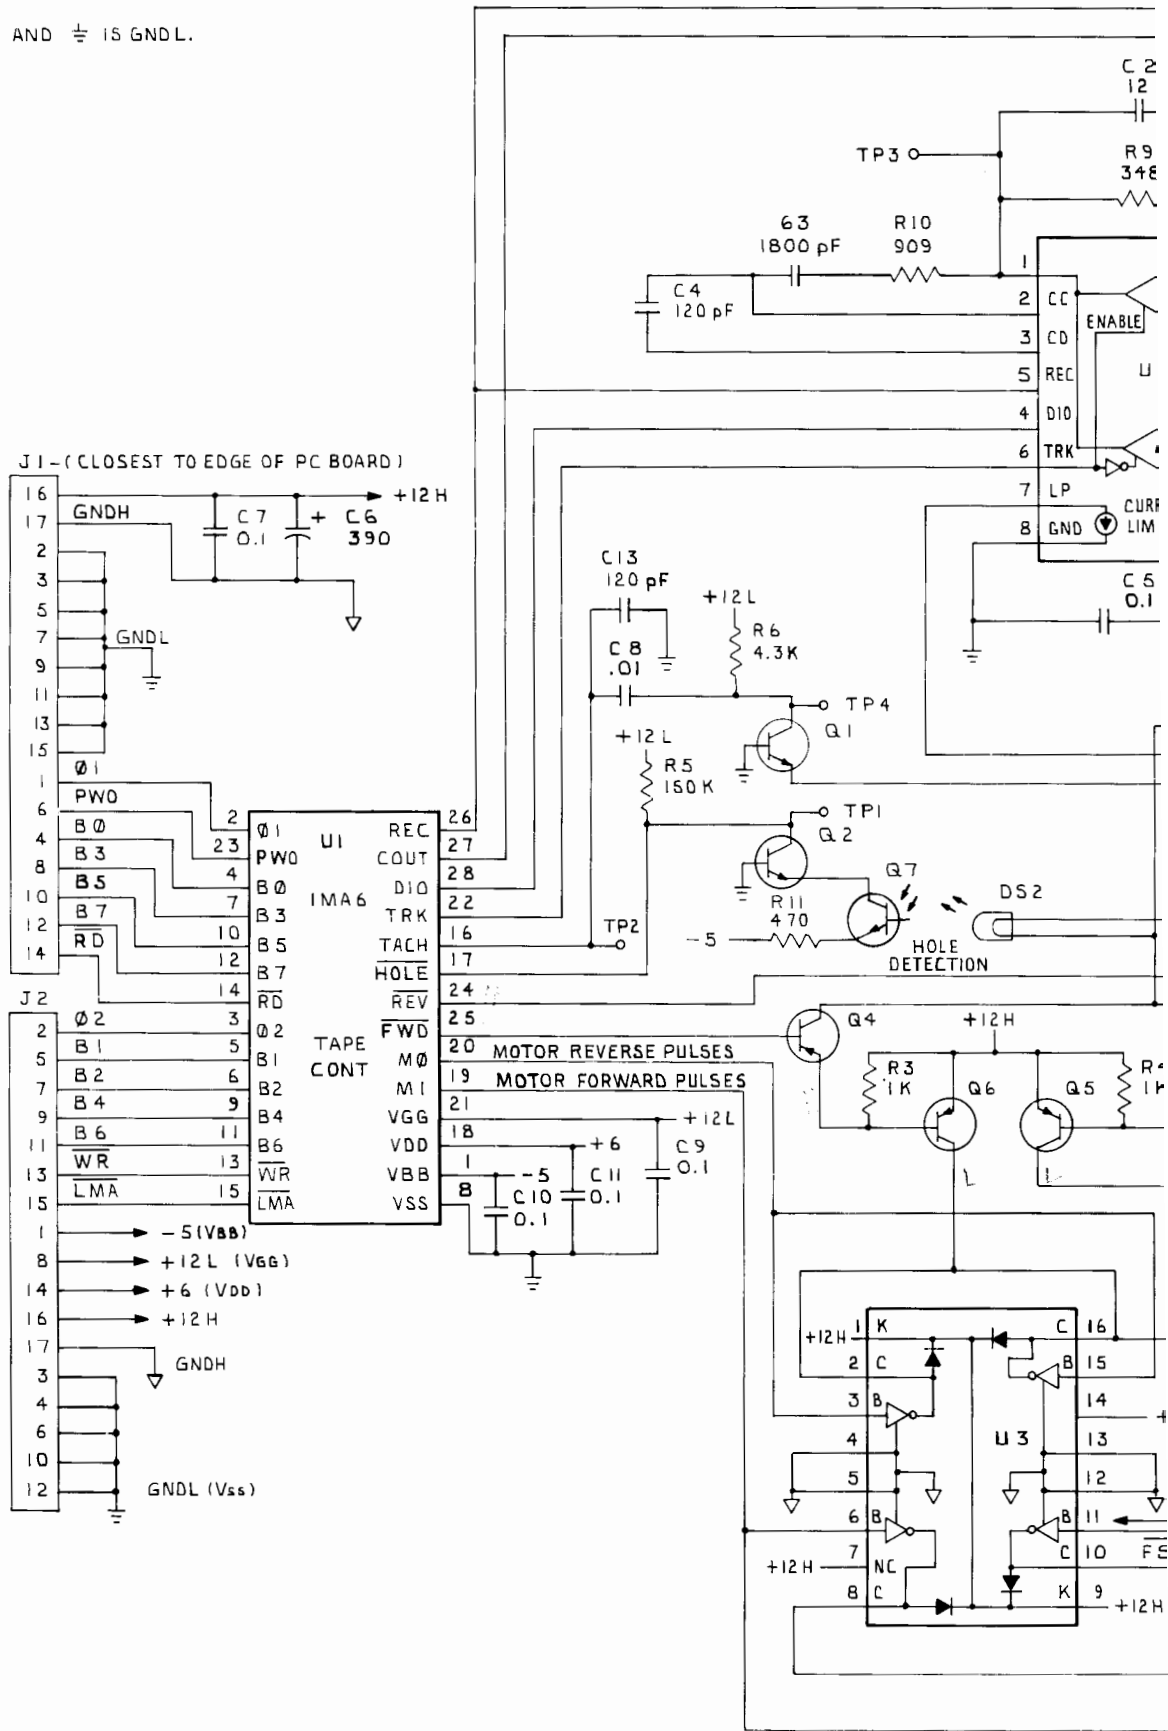 AND ⏚ IS GNDL.
C 2
12
TP3
R9
348
63
1800 pF
R10
909
C4
120 pF
1
2 CC
3 CD
5 REC
4 DIO
6 TRK
7 LP
8 GND
ENABLE
U
CURR
LIM
C5
0.1
J1-(CLOSEST TO EDGE OF PC BOARD)
16
17
2
3
5
7
9
11
13
15
1
6
4
8
10
12
14
+12H
GNDH
C7
0.1
+ C6
390
GNDL
Ø1
PWO
B0
B3
B5
B7
RD
C13
120 pF
C8
.01
+12L
R6
4.3K
TP4
Q1
+12L
R5
150K
TP1
Q2
Q7
R11
470
-5
DS2
HOLE
DETECTION
TP2
U1
1MA6
TAPE
CONT
2 Ø1
23 PWO
4 B0
7 B3
10 B5
12 B7
14 RD
3 Ø2
5 B1
6 B2
9 B4
11 B6
13 WR
15 LMA
REC 26
COUT 27
DIO 28
TRK 22
TACH 16
HOLE 17
REV 24
FWD 25
MØ 20
MI 19
VGG 21
VDD 18
VBB 1
VSS 8
MOTOR REVERSE PULSES
MOTOR FORWARD PULSES
+12L
+6
-5
C9
0.1
C11
0.1
C10
0.1
Q4
+12H
R3
1K
Q6
Q5
R4
1K
L
L
J2
2
5
7
9
11
13
15
1
8
14
16
17
3
4
6
10
12
Ø2
B1
B2
B4
B6
WR
LMA
-5 (VBB)
+12L (VGG)
+6 (VDD)
+12H
GNDH
GNDL (Vss)
U3
+12H 1 K
2 C
3 B
4
5
6 B
+12H 7 NC
8 C
C 16
B 15
14 +
13
12
B 11
C 10 FS
K 9 +12H